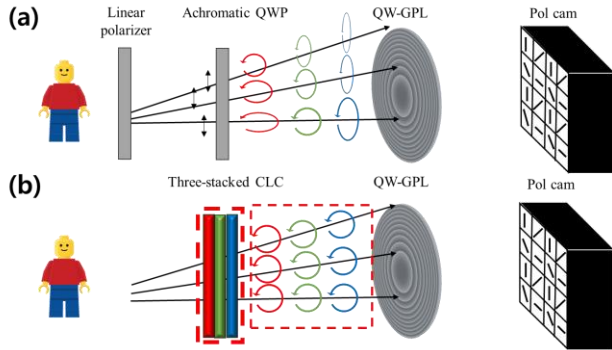 (a)
Linear
polarizer
Achromatic QWP
QW-GPL
Pol cam
(b)
Three-stacked CLC
QW-GPL
Pol cam